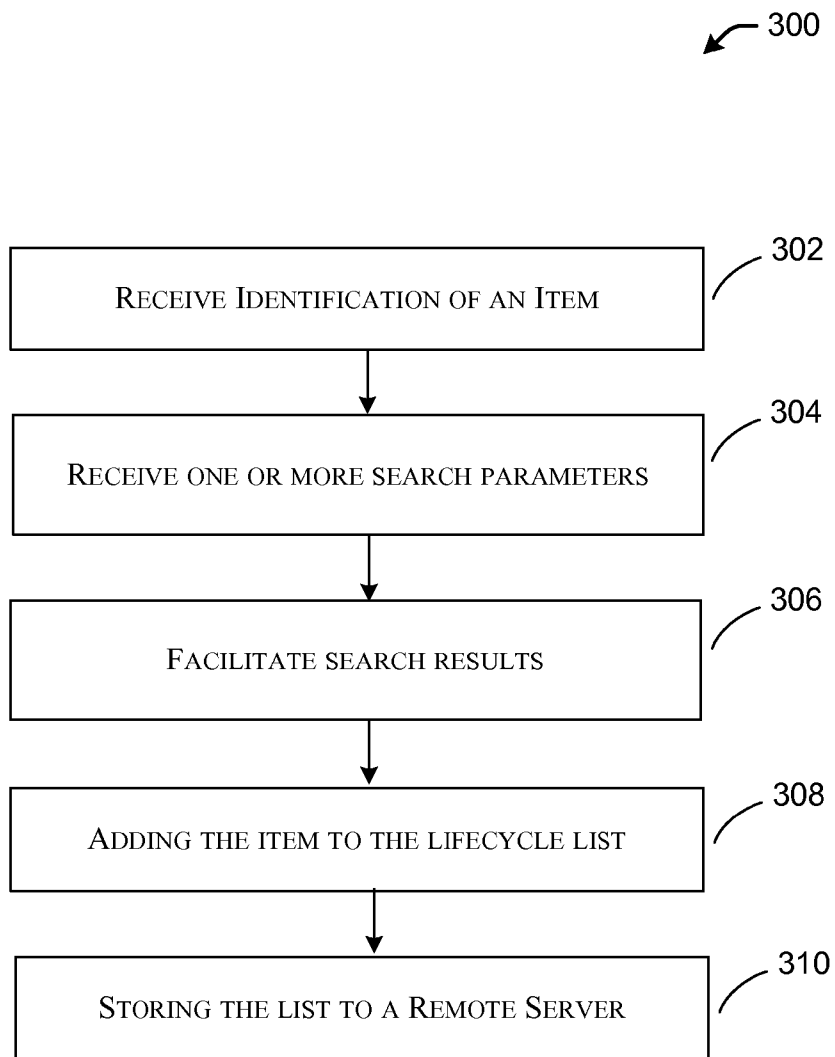 300
302
RECEIVE IDENTIFICATION OF AN ITEM
304
RECEIVE ONE OR MORE SEARCH PARAMETERS
306
FACILITATE SEARCH RESULTS
308
ADDING THE ITEM TO THE LIFECYCLE LIST
310
STORING THE LIST TO A REMOTE SERVER